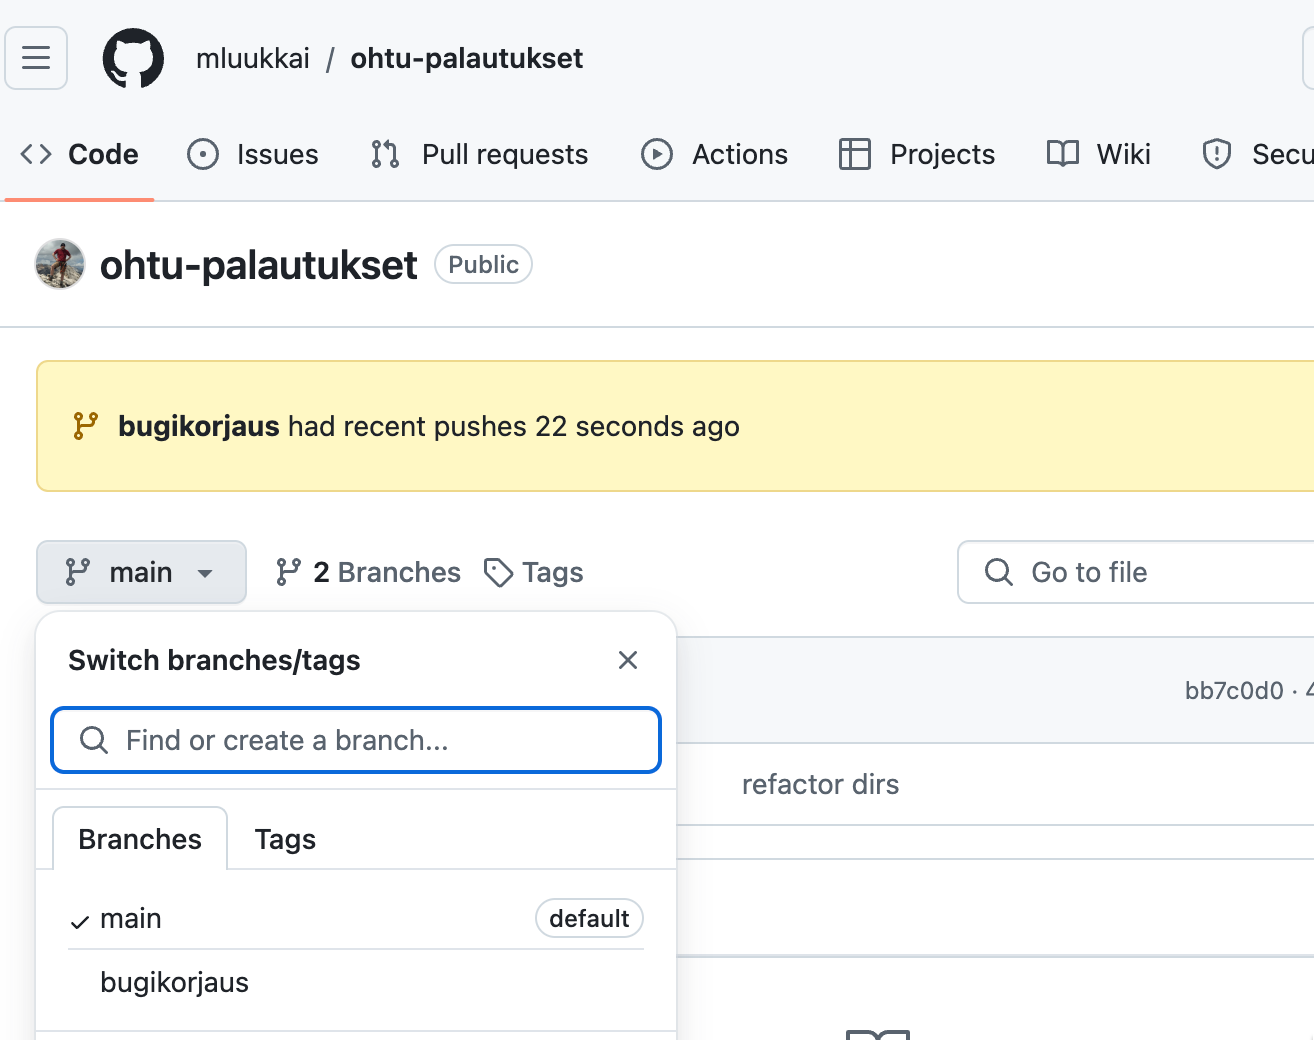 mluukkai / ohtu-palautukset
Code Issues Pull requests Actions Projects Wiki
ohtu-palautukset Public
bugikorjaus had recent pushes 22 seconds ago
main 2 Branches Tags Go to file
Switch branches/tags
bb7c0d0 ·
Find or create a branch...
refactor dirs
Branches Tags
main default
bugikorjaus